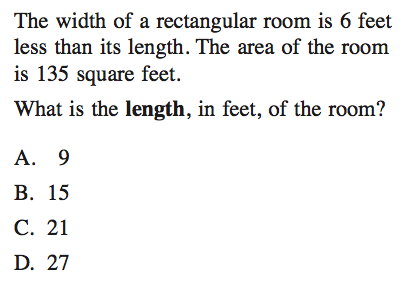 The width of a rectangular room is 6 feet
less than its length. The area of the room
is 135 square feet.
What is the length, in feet, of the room?
A. 9
B. 15
C. 21
D. 27